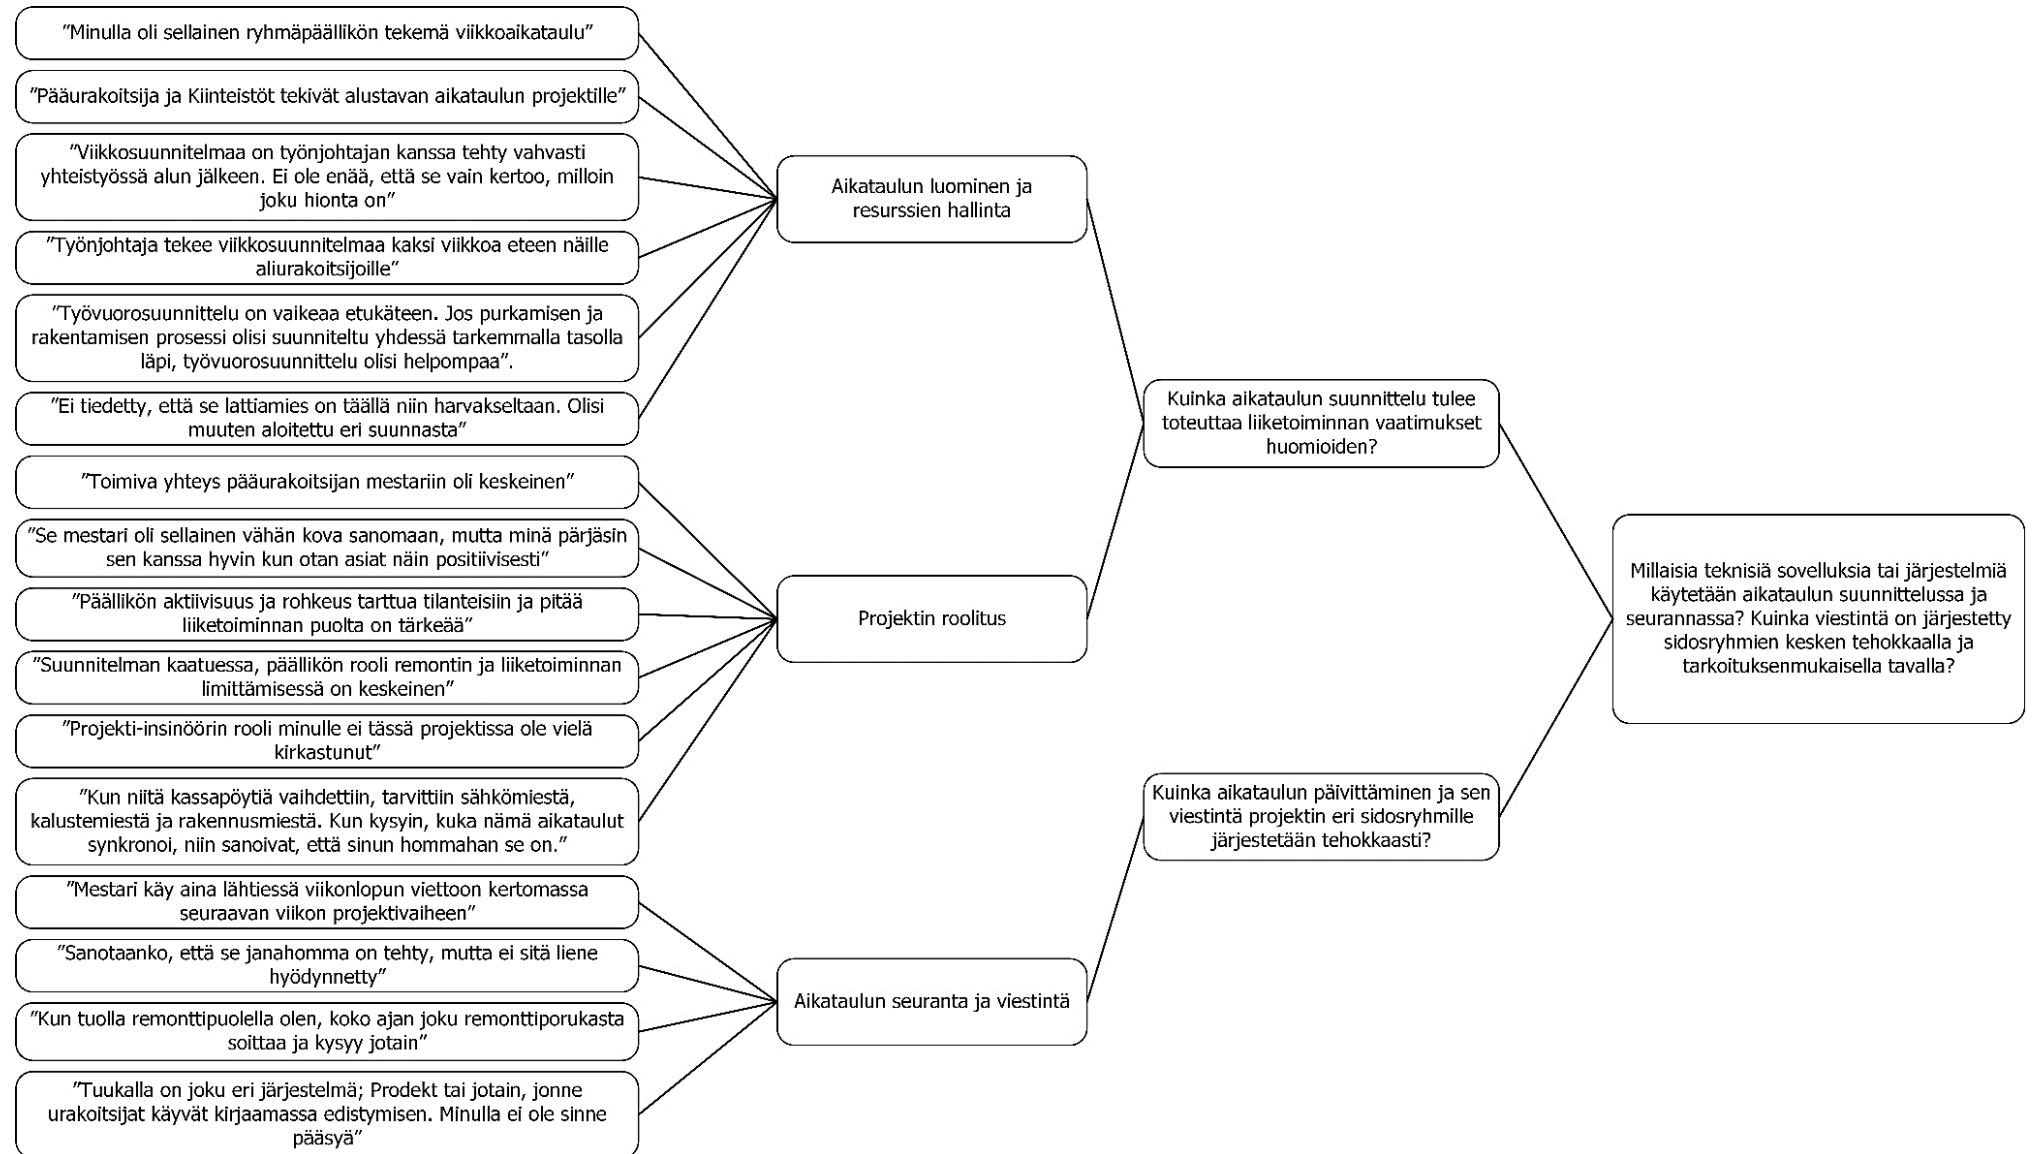 ”Minulla oli sellainen ryhmäpäällikön tekemä viikkoaikataulu”
”Pääurakoitsija ja Kiinteistöt tekivät alustavan aikataulun projektille”
”Viikkosuunnitelmaa on työnjohtajan kanssa tehty vahvasti
yhteistyössä alun jälkeen. Ei ole enää, että se vain kertoo, milloin
joku hionta on”
”Työnjohtaja tekee viikkosuunnitelmaa kaksi viikkoa eteen näille
aliurakoitsijoille”
”Työvuorosuunnittelu on vaikeaa etukäteen. Jos purkamisen ja
rakentamisen prosessi olisi suunniteltu yhdessä tarkemmalla tasolla
läpi, työvuorosuunnittelu olisi helpompaa”.
”Ei tiedetty, että se lattiamies on täällä niin harvakseltaan. Olisi
muuten aloitettu eri suunnasta”
”Toimiva yhteys pääurakoitsijan mestariin oli keskeinen”
”Se mestari oli sellainen vähän kova sanomaan, mutta minä pärjäsin
sen kanssa hyvin kun otan asiat näin positiivisesti”
”Päällikön aktiivisuus ja rohkeus tarttua tilanteisiin ja pitää
liiketoiminnan puolta on tärkeää”
”Suunnitelman kaatuessa, päällikön rooli remontin ja liiketoiminnan
limittämisessä on keskeinen”
”Projekti-insinöörin rooli minulle ei tässä projektissa ole vielä
kirkastunut”
”Kun niitä kassapöytiä vaihdettiin, tarvittiin sähkömiestä,
kalustemiestä ja rakennusmiestä. Kun kysyin, kuka nämä aikataulut
synkronoi, niin sanoivat, että sinun hommahan se on.”
”Mestari käy aina lähtiessä viikonlopun viettoon kertomassa
seuraavan viikon projektivaiheen”
”Sanotaanko, että se janahomma on tehty, mutta ei sitä liene
hyödynnetty”
”Kun tuolla remonttipuolella olen, koko ajan joku remonttiporukasta
soittaa ja kysyy jotain”
”Tuukalla on joku eri järjestelmä; Prodekt tai jotain, jonne
urakoitsijat käyvät kirjaamassa edistymisen. Minulla ei ole sinne
pääsyä”
Aikataulun luominen ja
resurssien hallinta
Projektin roolitus
Aikataulun seuranta ja viestintä
Kuinka aikataulun suunnittelu tulee
toteuttaa liiketoiminnan vaatimukset
huomioiden?
Kuinka aikataulun päivittäminen ja sen
viestintä projektin eri sidosryhmille
järjestetään tehokkaasti?
Millaisia teknisiä sovelluksia tai järjestelmiä
käytetään aikataulun suunnittelussa ja
seurannassa? Kuinka viestintä on järjestetty
sidosryhmien kesken tehokkaalla ja
tarkoituksenmukaisella tavalla?